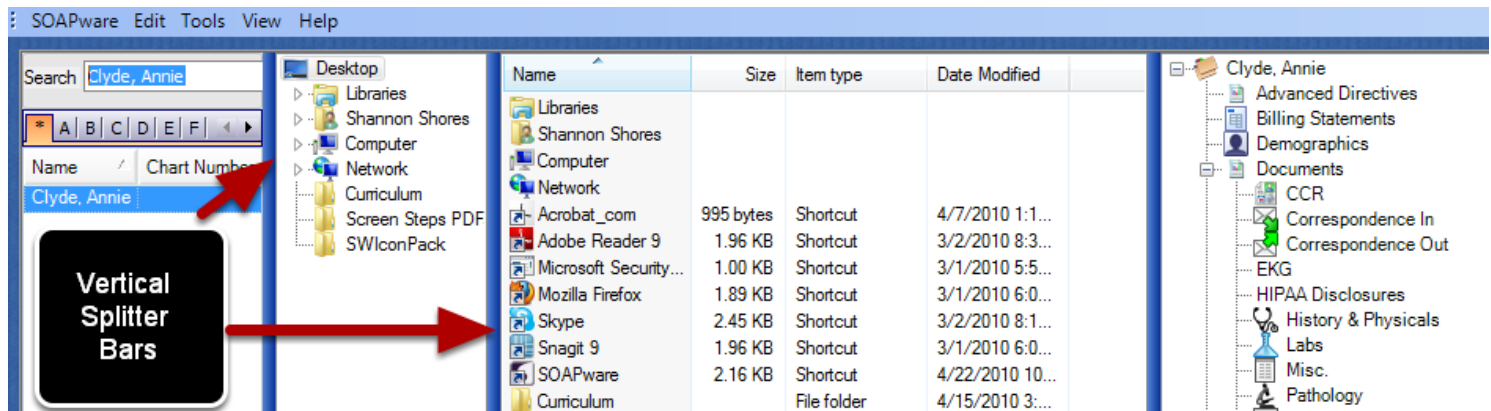 SOAPware Edit Tools View Help
Search Clyde, Annie
* A B C D E F
Name Chart Number
Clyde, Annie
Vertical
Splitter
Bars
Desktop
Libraries
Shannon Shores
Computer
Network
Curriculum
Screen Steps PDF
SWIconPack
Name Size Item type Date Modified
Libraries
Shannon Shores
Computer
Network
Acrobat_com 995 bytes Shortcut 4/7/2010 1:1...
Adobe Reader 9 1.96 KB Shortcut 3/2/2010 8:3...
Microsoft Security... 1.00 KB Shortcut 3/1/2010 5:5...
Mozilla Firefox 1.89 KB Shortcut 3/1/2010 6:0...
Skype 2.45 KB Shortcut 3/2/2010 8:1...
Snagit 9 1.96 KB Shortcut 3/1/2010 6:0...
SOAPware 2.16 KB Shortcut 4/22/2010 10...
Curriculum File folder 4/15/2010 3:...
Clyde, Annie
Advanced Directives
Billing Statements
Demographics
Documents
CCR
Correspondence In
Correspondence Out
EKG
HIPAA Disclosures
History & Physicals
Labs
Misc.
Pathology